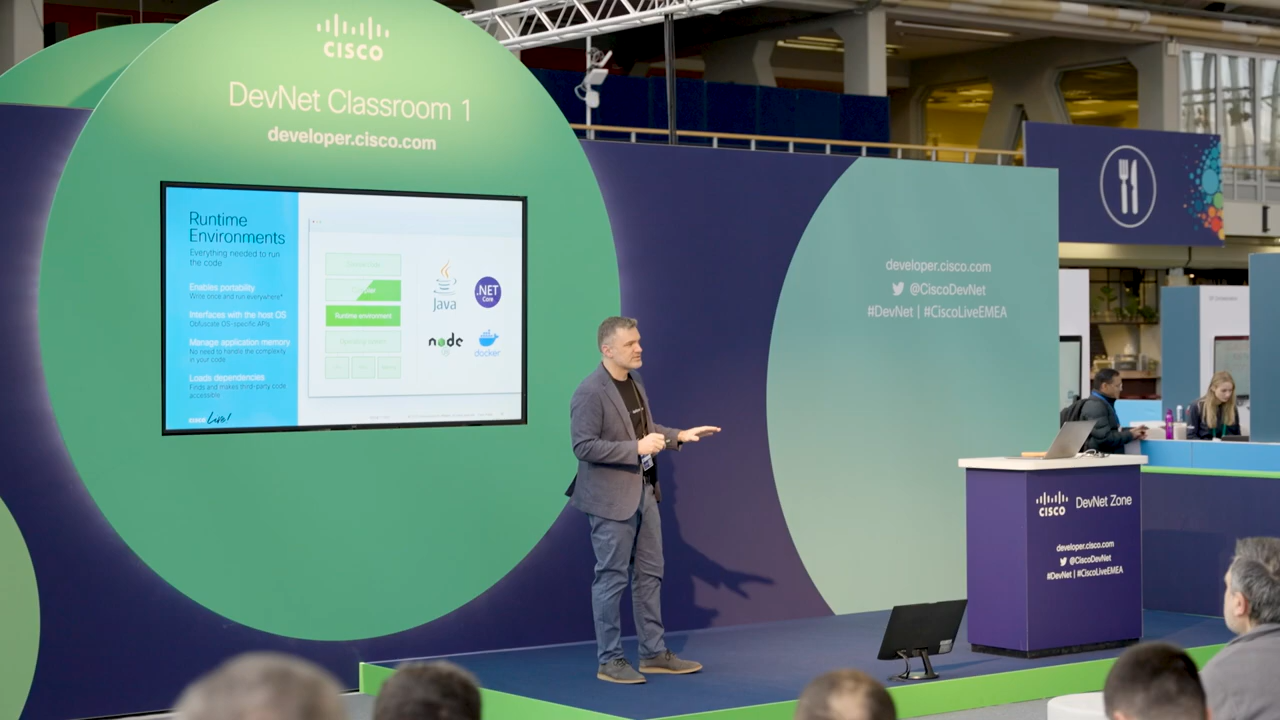 CISCO
DevNet Classroom 1
developer.cisco.com
Runtime
Environments
Everything needed to run
the code
Enables portability
Write once and run everywhere*
Interfaces with the host OS
Obfuscate OS-specific APIs
Manage application memory
No need to handle the complexity
in your code
Loads dependencies
Finds and makes third-party code
accessible
CISCO Live!
Runtime environment
Java
.NET
Core
node
docker
developer.cisco.com
@CiscoDevNet
#DevNet | #CiscoLiveEMEA
CISCO DevNet Zone
developer.cisco.com
@CiscoDevNet
#DevNet | #CiscoLiveEMEA